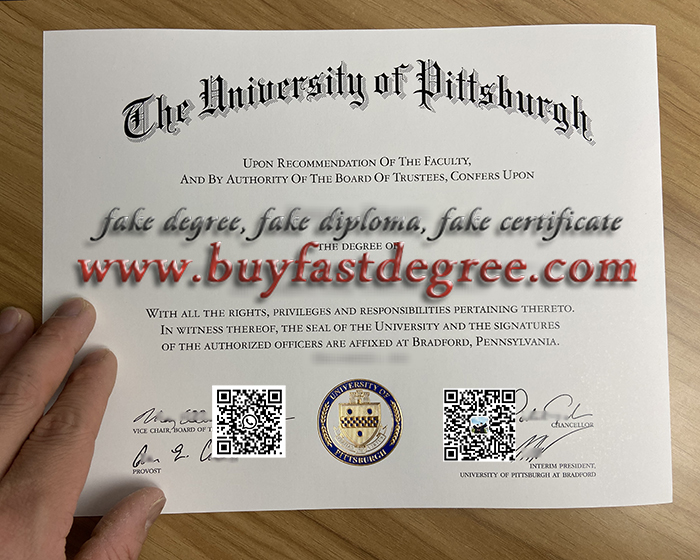 The University of Pittsburgh
UPON RECOMMENDATION OF THE FACULTY,
AND BY AUTHORITY OF THE BOARD OF TRUSTEES, CONFERS UPON
fake degree, fake diploma, fake certificate
THE DEGREE OF
www.buyfastdegree.com
WITH ALL THE RIGHTS, PRIVILEGES AND RESPONSIBILITIES PERTAINING THERETO.
IN WITNESS THEREOF, THE SEAL OF THE UNIVERSITY AND THE SIGNATURES
OF THE AUTHORIZED OFFICERS ARE AFFIXED AT BRADFORD, PENNSYLVANIA.
VICE CHAIR, BOARD OF T
CHANCELLOR
UNIVERSITY OF
PITTSBURGH
PROVOST
INTERIM PRESIDENT,
UNIVERSITY OF PITTSBURGH AT BRADFORD